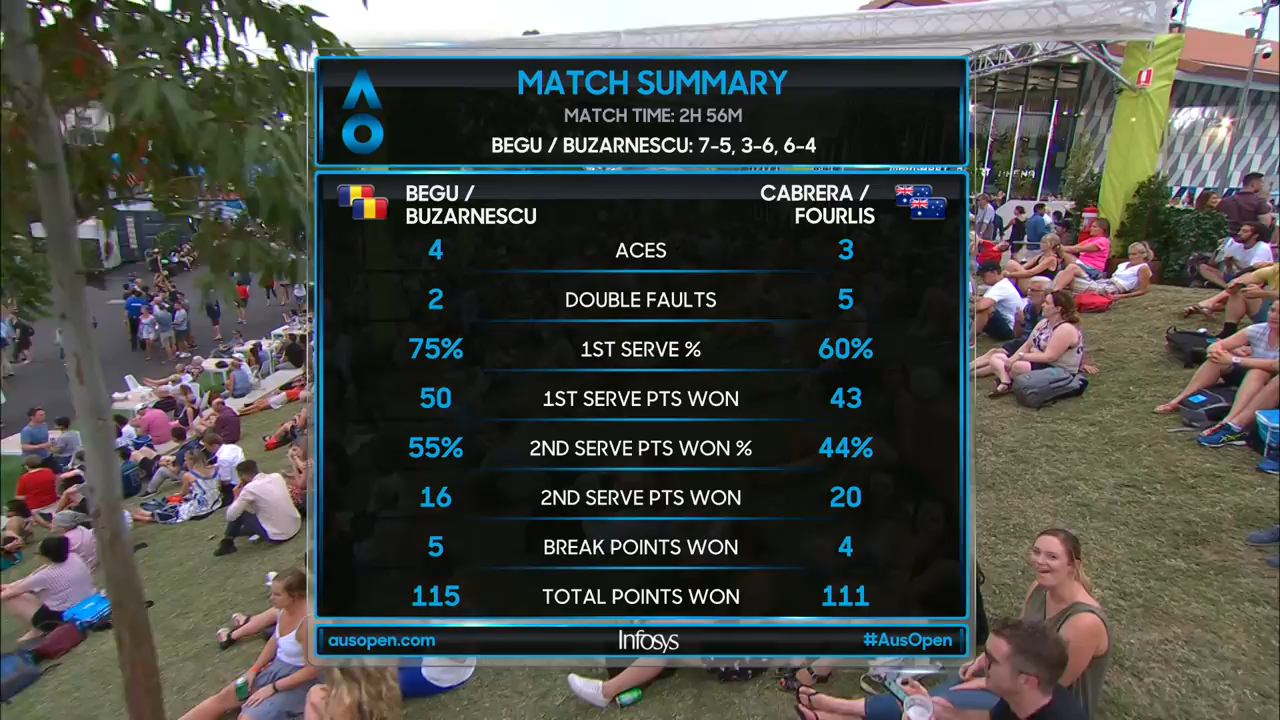 MATCH SUMMARY
MATCH TIME: 2H 56M
BEGU / BUZARNESCU: 7-5, 3-6, 6-4
BEGU /
BUZARNESCU
CABRERA /
FOURLIS
4 ACES 3
2 DOUBLE FAULTS 5
75% 1ST SERVE % 60%
50 1ST SERVE PTS WON 43
55% 2ND SERVE PTS WON % 44%
16 2ND SERVE PTS WON 20
5 BREAK POINTS WON 4
115 TOTAL POINTS WON 111
ausopen.com Infosys #AusOpen